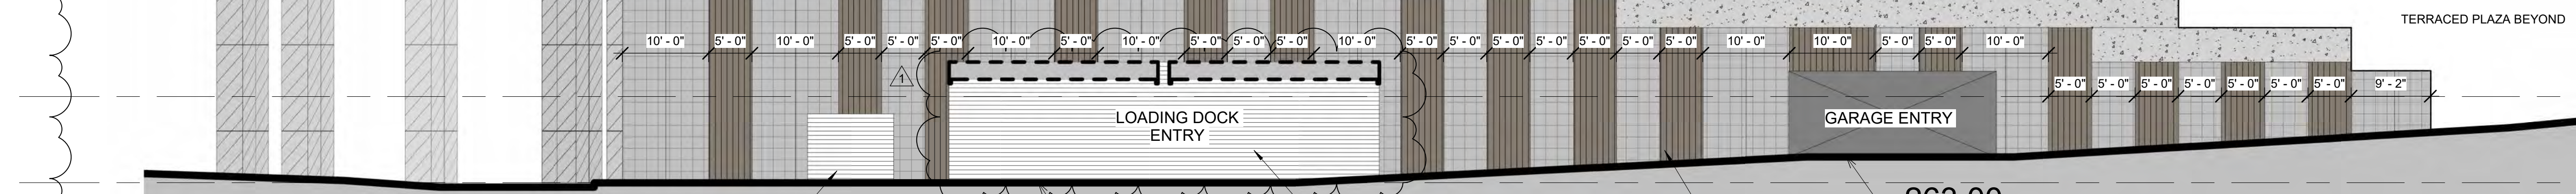 TERRACED PLAZA BEYOND
10' - 0" 5' - 0" 10' - 0" 5' - 0" 5' - 0" 5' - 0" 10' - 0" 5' - 0" 10' - 0" 5' - 0" 5' - 0" 5' - 0" 10' - 0" 5' - 0" 5' - 0" 5' - 0" 5' - 0" 5' - 0" 5' - 0" 5' - 0" 10' - 0" 10' - 0" 5' - 0" 5' - 0" 10' - 0"
1
5' - 0" 5' - 0" 5' - 0" 5' - 0" 5' - 0" 5' - 0" 5' - 0" 9' - 2"
LOADING DOCK
ENTRY
GARAGE ENTRY